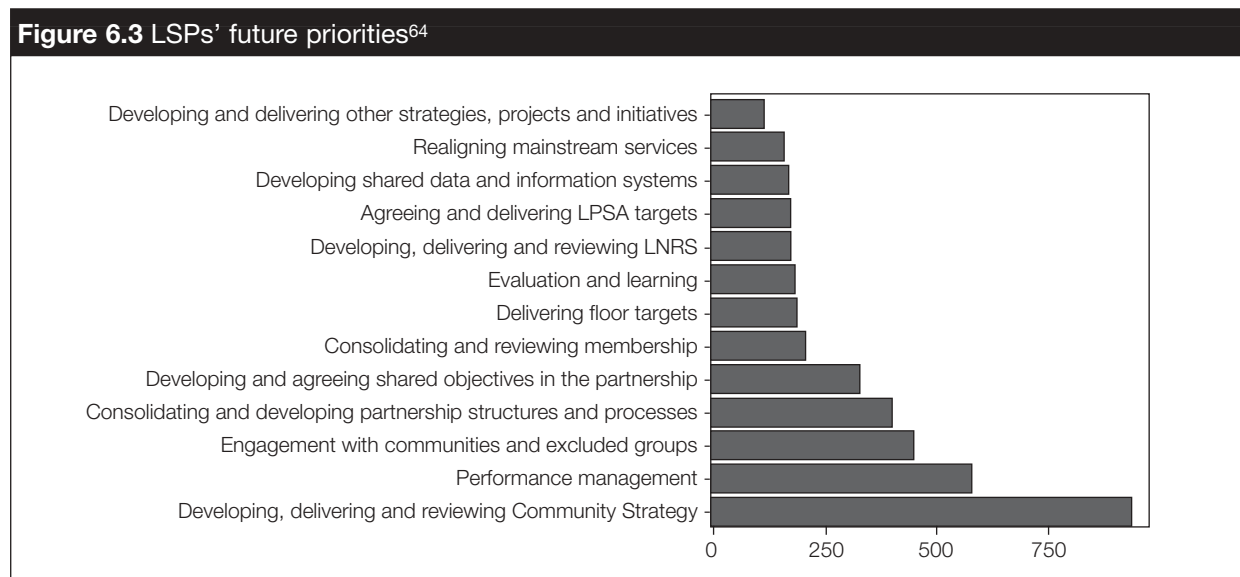 Figure 6.3 LSPs’ future priorities64
Developing and delivering other strategies, projects and initiatives
Realigning mainstream services
Developing shared data and information systems
Agreeing and delivering LPSA targets
Developing, delivering and reviewing LNRS
Evaluation and learning
Delivering floor targets
Consolidating and reviewing membership
Developing and agreeing shared objectives in the partnership
Consolidating and developing partnership structures and processes
Engagement with communities and excluded groups
Performance management
Developing, delivering and reviewing Community Strategy
0 250 500 750